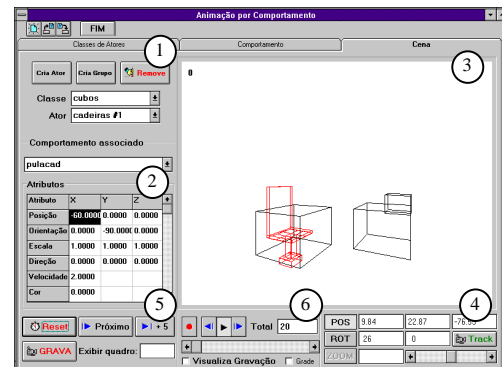 Animação por Comportamento
FIM
Classes de Atores
Comportamento
Cena
1
3
Cria Ator
Cria Grupo
Remove
0
Classe
cubos
Ator
cadeiras #1
Comportamento associado
pulacad
2
Atributos
Atributo X Y Z
Posição -60.0000 0.0000 0.0000
Orientação 0.0000 -90.0000 0.0000
Escala 1.0000 1.0000 1.0000
Direção 0.0000 0.0000 0.0000
Velocidade 2.0000
Cor 0.0000
5
6
4
Reset
Próximo
+ 5
Total 20
POS 9.84 22.87 -76.95
ROT 26 0
Track
GRAVA
Exibir quadro:
Visualiza Gravação
Grade
ZOOM